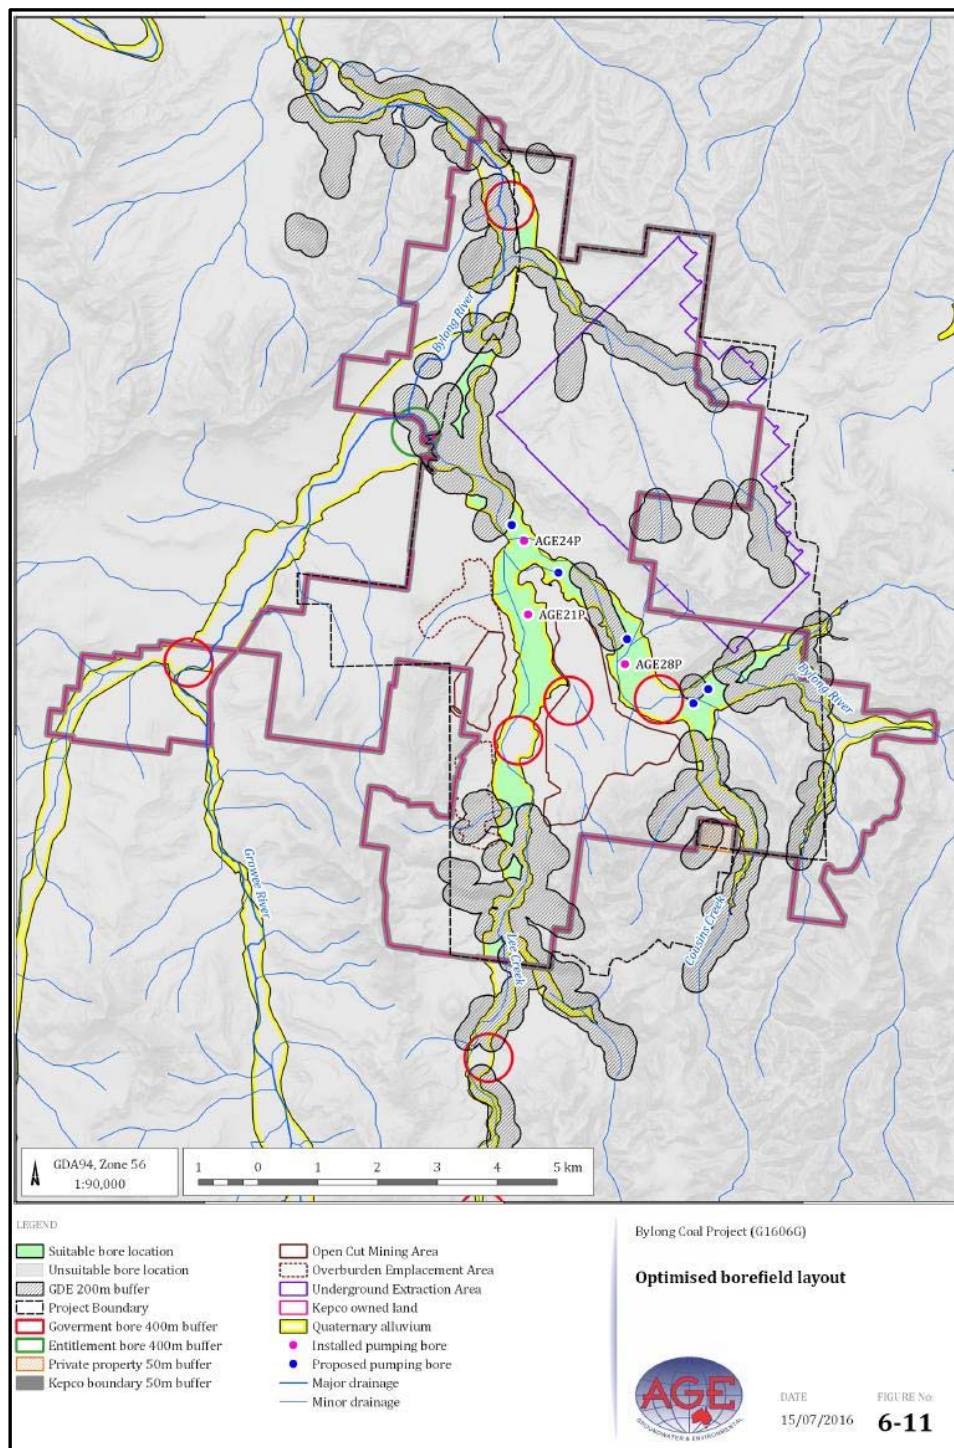 Bylong River
AGE24P
AGE21P
AGE28P
Bylong River
Growee River
Lee Creek
Cousins Creek
GDA94, Zone 56
1:90,000
1 0 1 2 3 4 5 km
LEGEND
Suitable bore location
Unsuitable bore location
GDE 200m buffer
Project Boundary
Goverment bore 400m buffer
Entitlement bore 400m buffer
Private property 50m buffer
Kepco boundary 50m buffer
Open Cut Mining Area
Overburden Emplacement Area
Underground Extraction Area
Kepco owned land
Quaternary alluvium
Installed pumping bore
Proposed pumping bore
Major drainage
Minor drainage
Bylong Coal Project (G1606G)
Optimised borefield layout
AGE
GROUNDWATER & ENVIRONMENTAL
DATE
15/07/2016
FIGURE No:
6-11